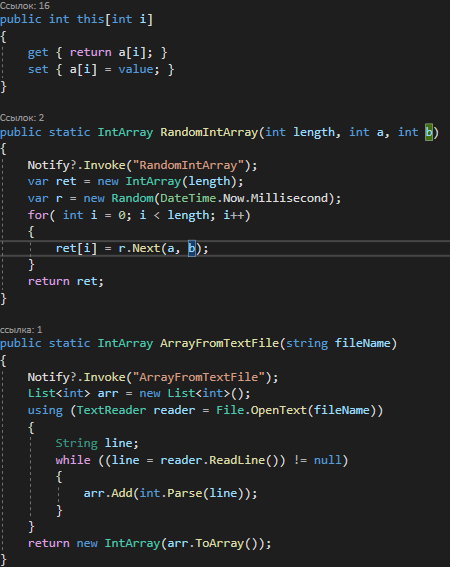 Ссылок: 16
public int this[int i]
{
get { return a[i]; }
set { a[i] = value; }
}
Ссылок: 2
public static IntArray RandomIntArray(int length, int a, int b)
{
Notify?.Invoke("RandomIntArray");
var ret = new IntArray(length);
var r = new Random(DateTime.Now.Millisecond);
for( int i = 0; i < length; i++)
{
ret[i] = r.Next(a, b);
}
return ret;
}
ссылка: 1
public static IntArray ArrayFromTextFile(string fileName)
{
Notify?.Invoke("ArrayFromTextFile");
List<int> arr = new List<int>();
using (TextReader reader = File.OpenText(fileName))
{
String line;
while ((line = reader.ReadLine()) != null)
{
arr.Add(int.Parse(line));
}
}
return new IntArray(arr.ToArray());
}